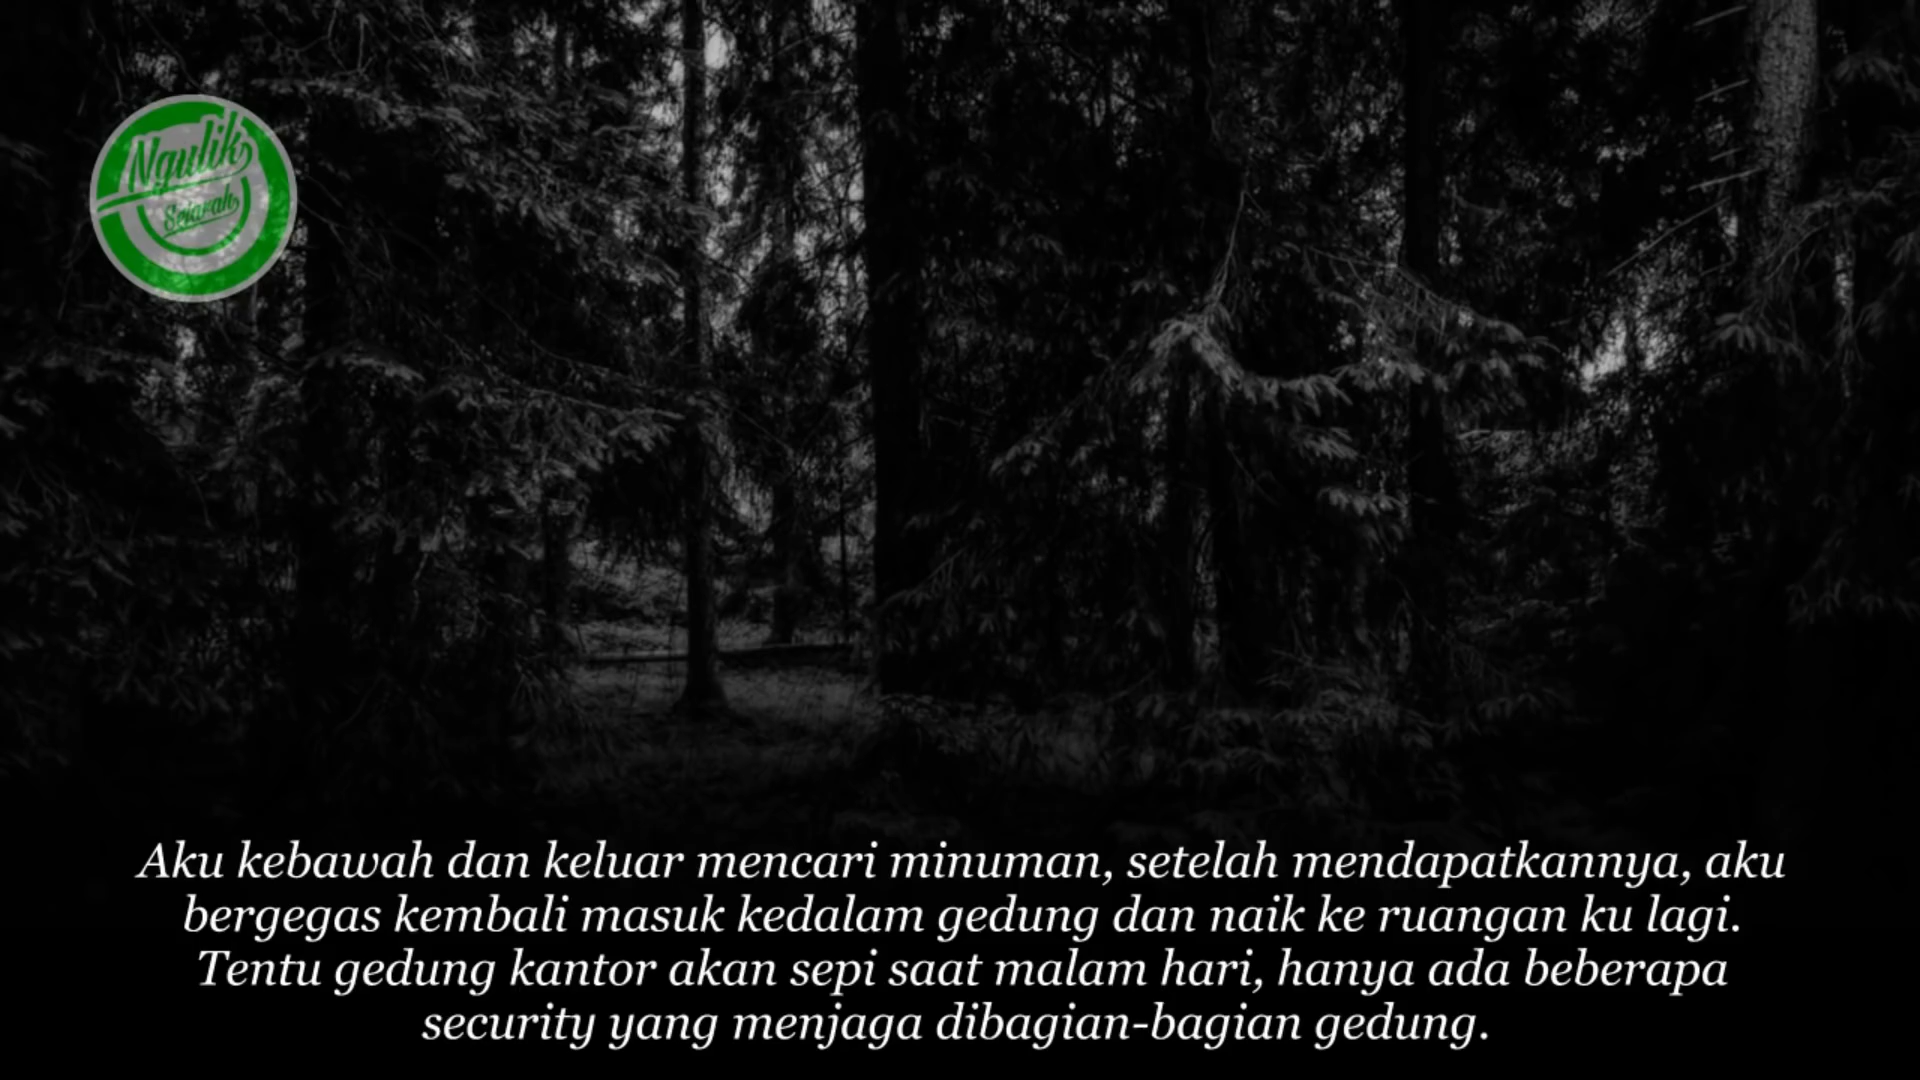 Ngulik
Sejarah
Aku kebawah dan keluar mencari minuman, setelah mendapatkannya, aku
bergegas kembali masuk kedalam gedung dan naik ke ruangan ku lagi.
Tentu gedung kantor akan sepi saat malam hari, hanya ada beberapa
security yang menjaga dibagian-bagian gedung.